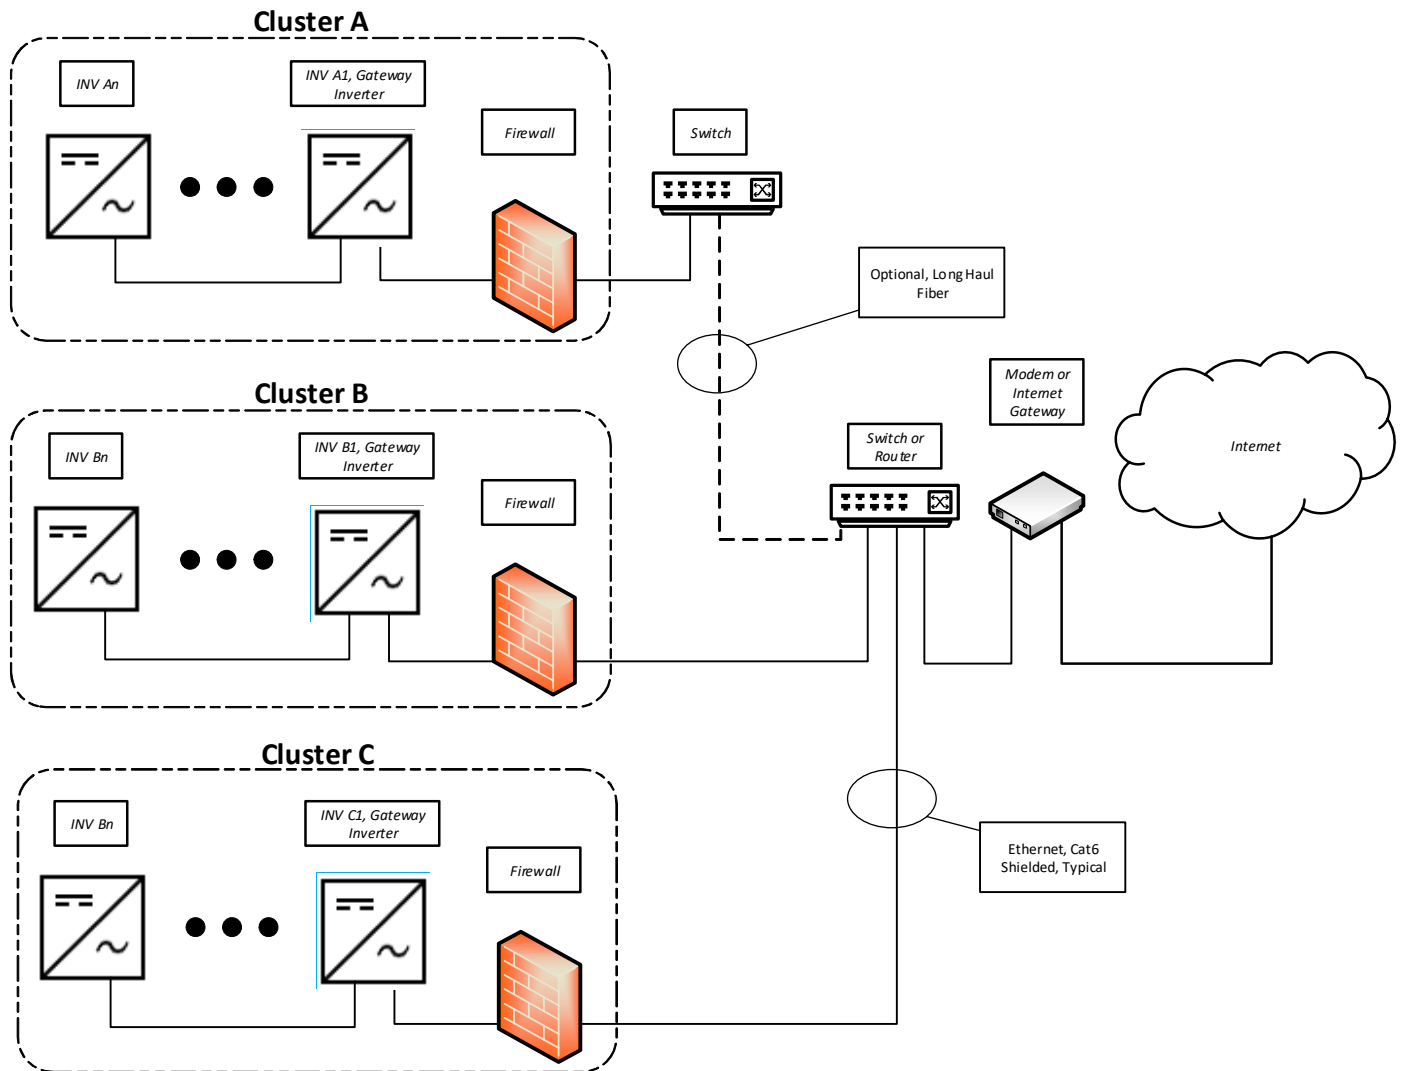 Cluster A
INV An
INV A1, Gateway
Inverter
Firewall
Switch
Optional, Long Haul
Fiber
Cluster B
INV Bn
INV B1, Gateway
Inverter
Firewall
Switch or
Router
Modem or
Internet
Gateway
Internet
Cluster C
INV Bn
INV C1, Gateway
Inverter
Firewall
Ethernet, Cat6
Shielded, Typical